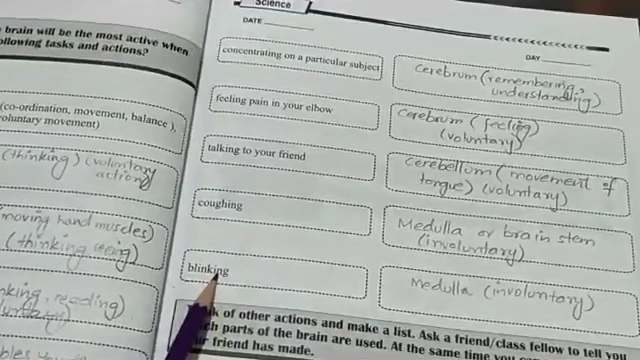 Science
DATE
DAY
brain will be the most active when
following tasks and actions?
(co-ordination, movement, balance ),
voluntary movement)
(thinking) (voluntary
action)
moving hand muscles)
(thinking seeing)
reading)
concentrating on a particular subject
cerebrum (remembering,
understanding)
feeling pain in your elbow
cerebrum ( feeling)
(voluntary)
talking to your friend
cerebellum (movement of
tongue) (voluntary)
coughing
Medulla or brain stem
(involuntary)
blinking
Medulla (involuntary)
of other actions and make a list. Ask a friend/class fellow to tell you
parts of the brain are used. At the same time you
friend has made.